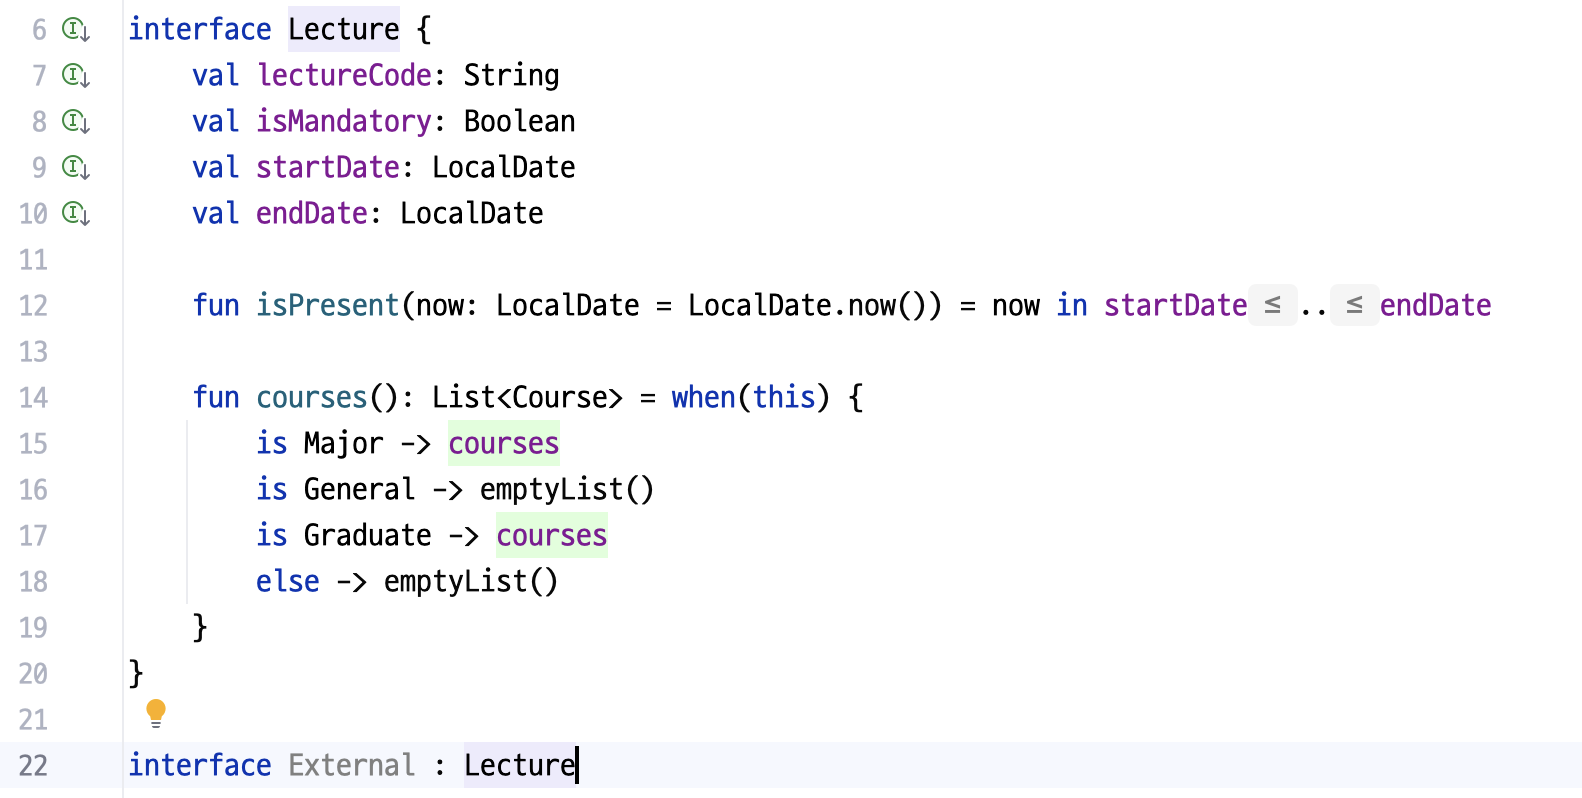 6 interface Lecture {
7 val lectureCode: String
8 val isMandatory: Boolean
9 val startDate: LocalDate
10 val endDate: LocalDate
11
12 fun isPresent(now: LocalDate = LocalDate.now()) = now in startDate ≤ .. ≤ endDate
13
14 fun courses(): List<Course> = when(this) {
15 is Major -> courses
16 is General -> emptyList()
17 is Graduate -> courses
18 else -> emptyList()
19 }
20 }
21
22 interface External : Lecture